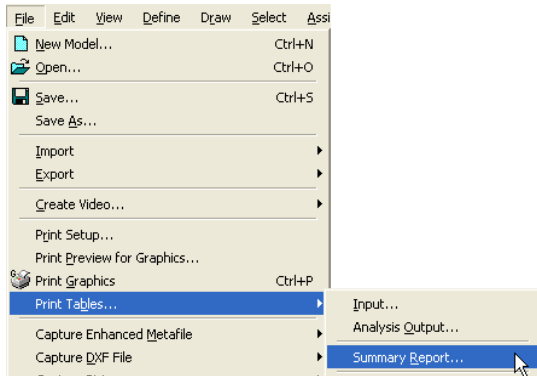 File Edit View Define Draw Select Assi
New Model... Ctrl+N
Open... Ctrl+O
Save... Ctrl+S
Save As...
Import
Export
Create Video...
Print Setup...
Print Preview for Graphics...
Print Graphics Ctrl+P
Print Tables...
Input...
Capture Enhanced Metafile
Analysis Output...
Capture DXF File
Summary Report...